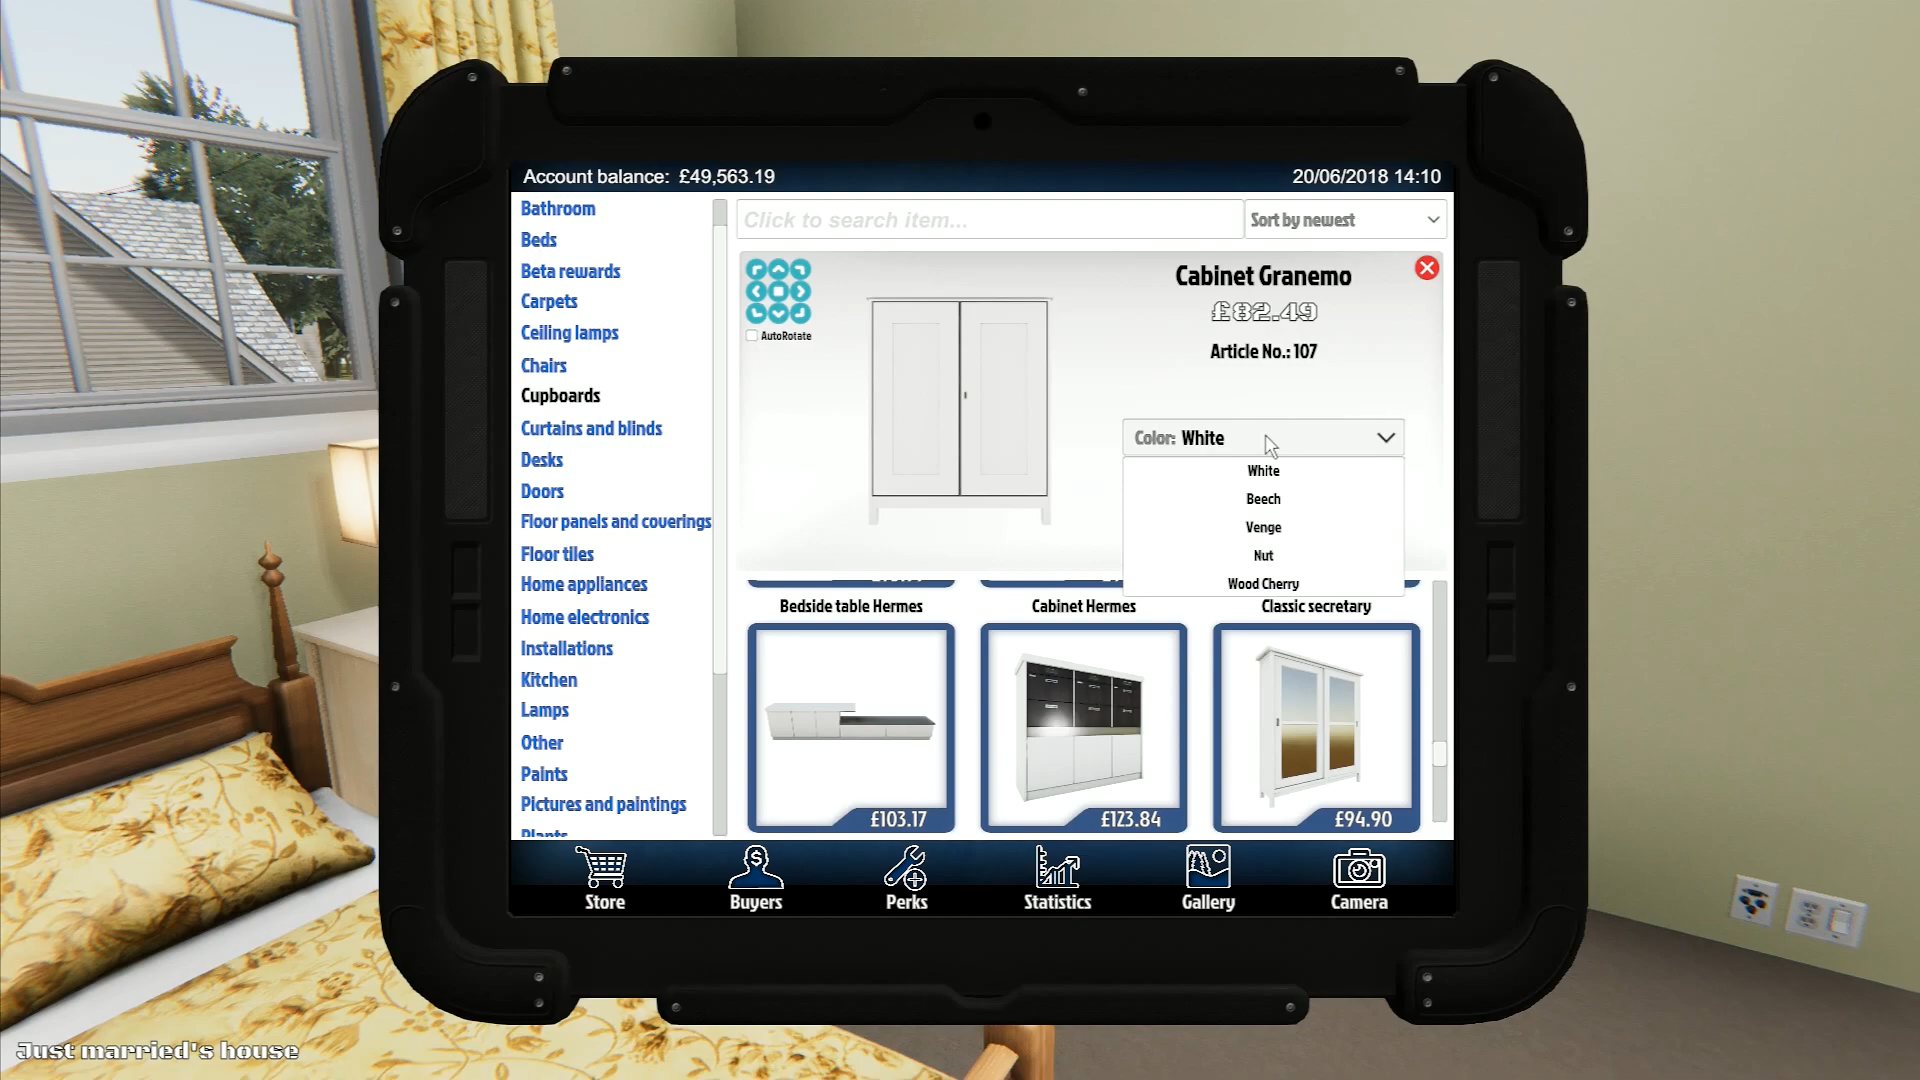 Account balance: £49,563.19
20/06/2018 14:10
Bathroom
Beds
Beta rewards
Carpets
Ceiling lamps
Chairs
Cupboards
Curtains and blinds
Desks
Doors
Floor panels and coverings
Floor tiles
Home appliances
Home electronics
Installations
Kitchen
Lamps
Other
Paints
Pictures and paintings
Plants
Click to search item...
Sort by newest
AutoRotate
Cabinet Granemo
£82.49
Article No.: 107
Color: White
White
Beech
Venge
Nut
Wood Cherry
Bedside table Hermes
Cabinet Hermes
Classic secretary
£103.17
£123.84
£94.90
Store
Buyers
Perks
Statistics
Gallery
Camera
Just married's house